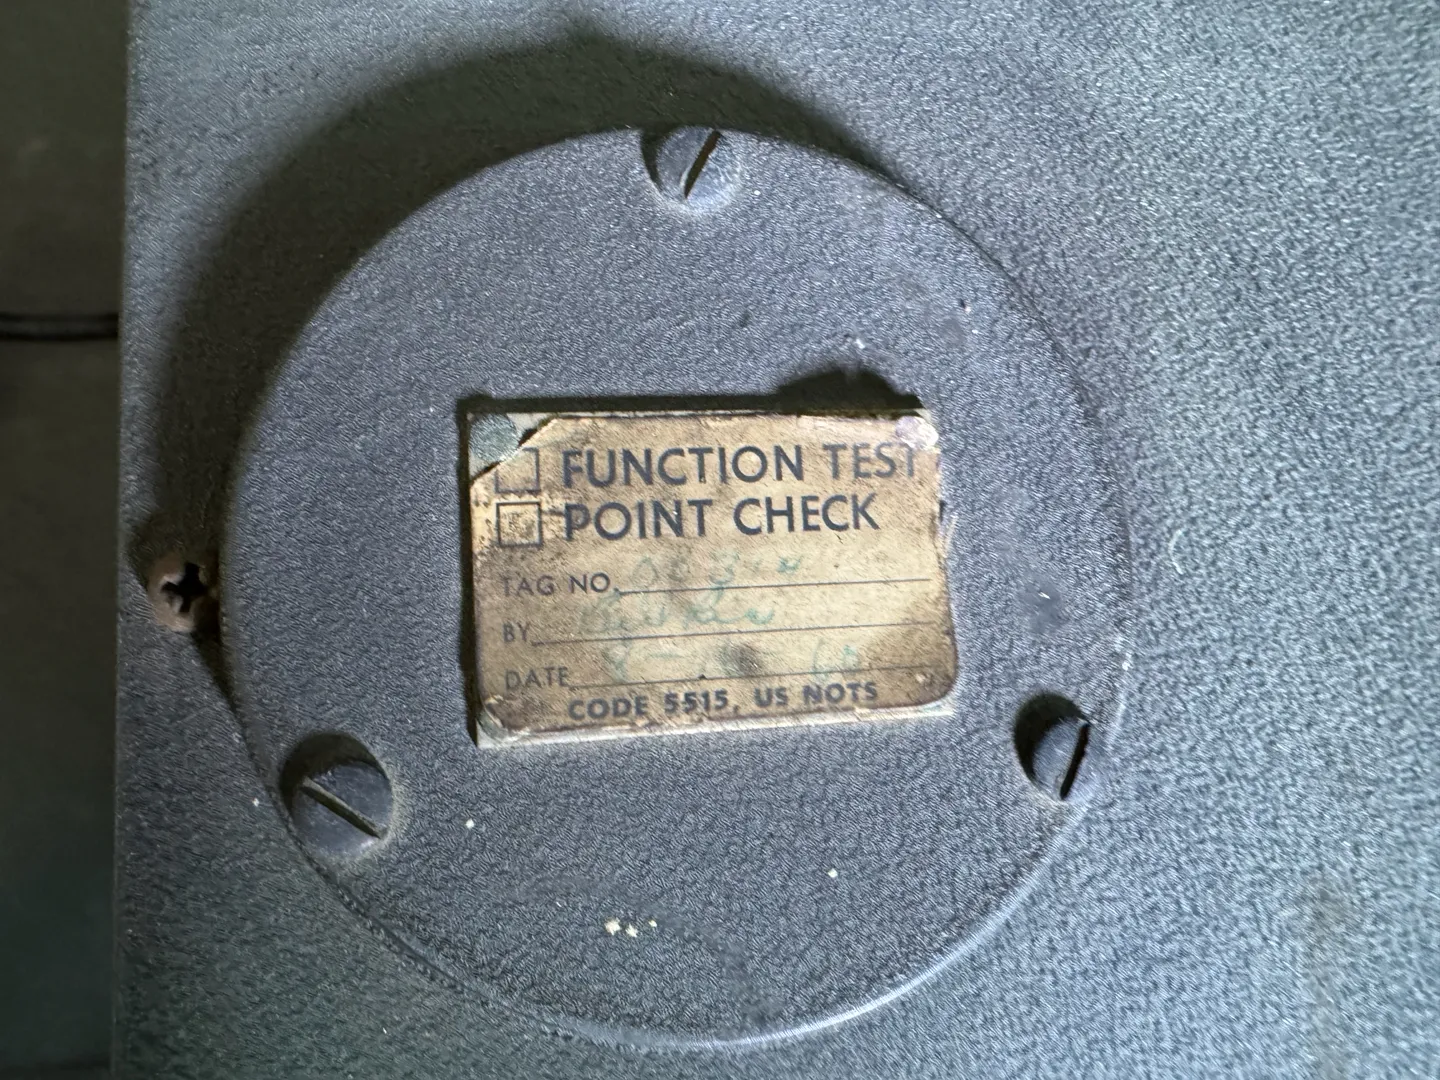 FUNCTION TEST
POINT CHECK
TAG NO.
BY
DATE
CODE 5515, US NOTS